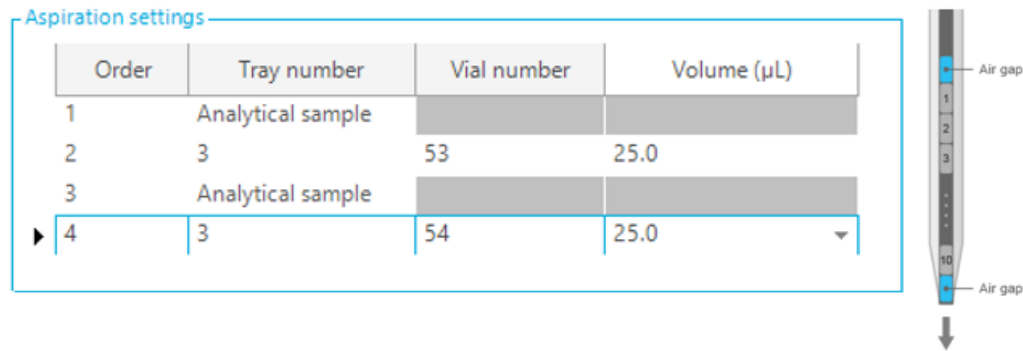 Aspiration settings
Order Tray number Vial number Volume (µL)
1 Analytical sample
2 3 53 25.0
3 Analytical sample
4 3 54 25.0
Air gap
1
2
3
10
Air gap